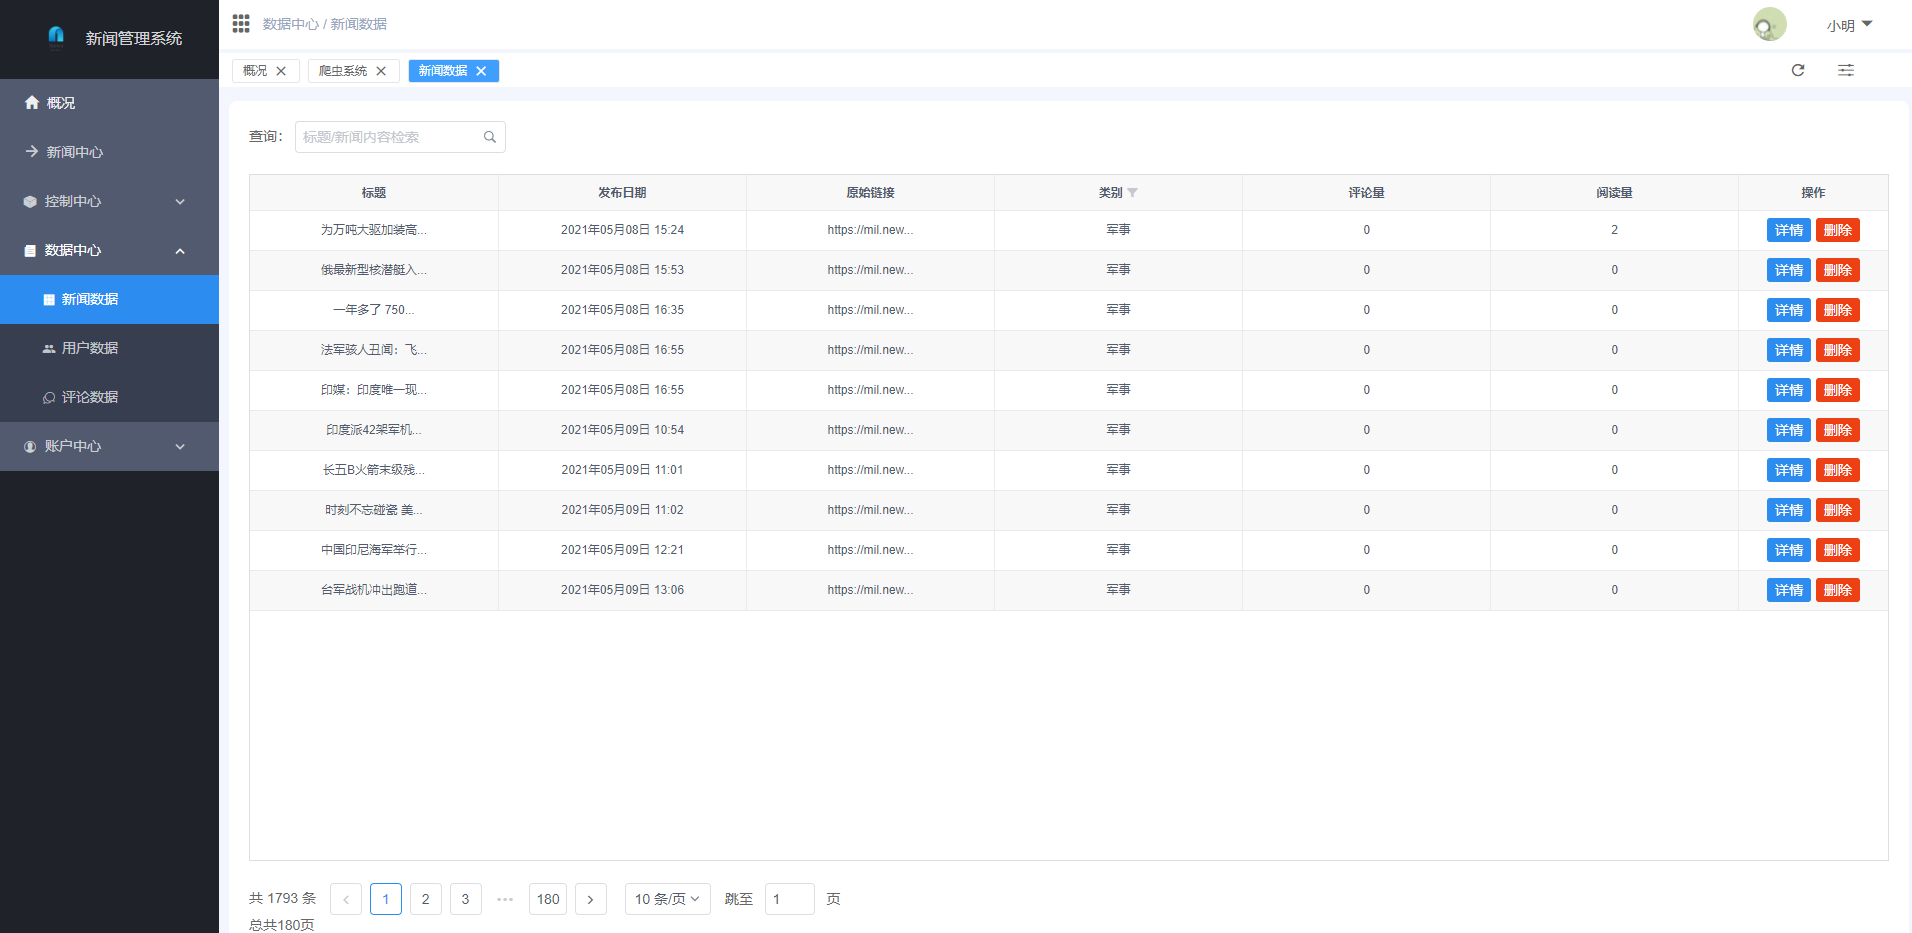 新闻管理系统
概况
新闻中心
控制中心
数据中心
新闻数据
用户数据
评论数据
账户中心
数据中心 / 新闻数据
小明
概况 爬虫系统 新闻数据
查询： 标题/新闻内容检索
标题 发布日期 原始链接 类别 评论量 阅读量 操作
为万吨大驱加装高... 2021年05月08日 15:24 https://mil.new... 军事 0 2 详情 删除
俄最新型核潜艇入... 2021年05月08日 15:53 https://mil.new... 军事 0 0 详情 删除
一年多了 750... 2021年05月08日 16:35 https://mil.new... 军事 0 0 详情 删除
法军骇人丑闻：飞... 2021年05月08日 16:55 https://mil.new... 军事 0 0 详情 删除
印媒：印度唯一现... 2021年05月08日 16:55 https://mil.new... 军事 0 0 详情 删除
印度派42架军机... 2021年05月09日 10:54 https://mil.new... 军事 0 0 详情 删除
长五B火箭末级残... 2021年05月09日 11:01 https://mil.new... 军事 0 0 详情 删除
时刻不忘碰瓷 美... 2021年05月09日 11:02 https://mil.new... 军事 0 0 详情 删除
中国印尼海军举行... 2021年05月09日 12:21 https://mil.new... 军事 0 0 详情 删除
台军战机冲出跑道... 2021年05月09日 13:06 https://mil.new... 军事 0 0 详情 删除
共 1793 条 1 2 3 ••• 180 10 条/页 跳至 1 页
总共180页